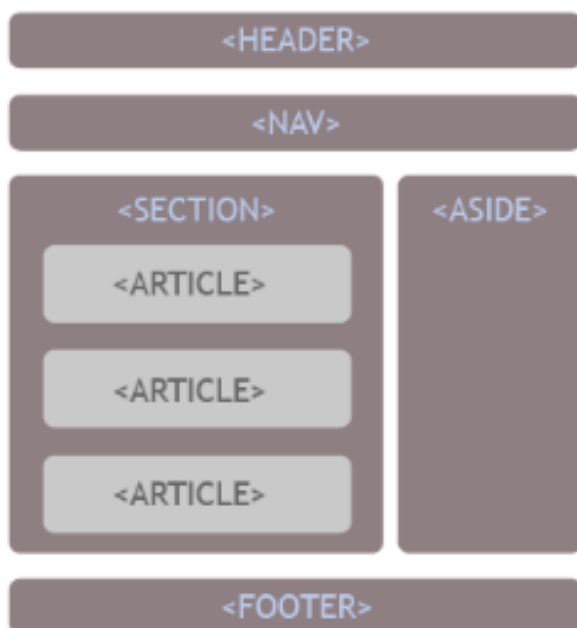 <HEADER>
<NAV>
<SECTION>
<ARTICLE>
<ARTICLE>
<ARTICLE>
<ASIDE>
<FOOTER>